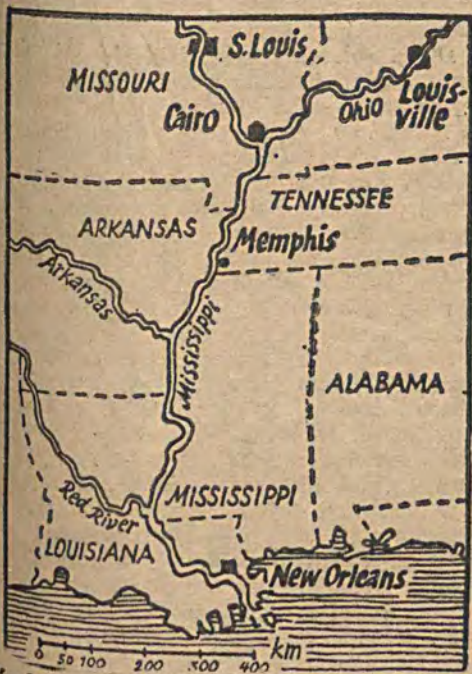 S. Louis
MISSOURI
Louis-
ville
Ohio
Cairo
TENNESSEE
ARKANSAS
Memphis
Arkansas
Mississippi
ALABAMA
MISSISSIPPI
Red River
LOUISIANA
New Orleans
km
0 50 100 200 300 400